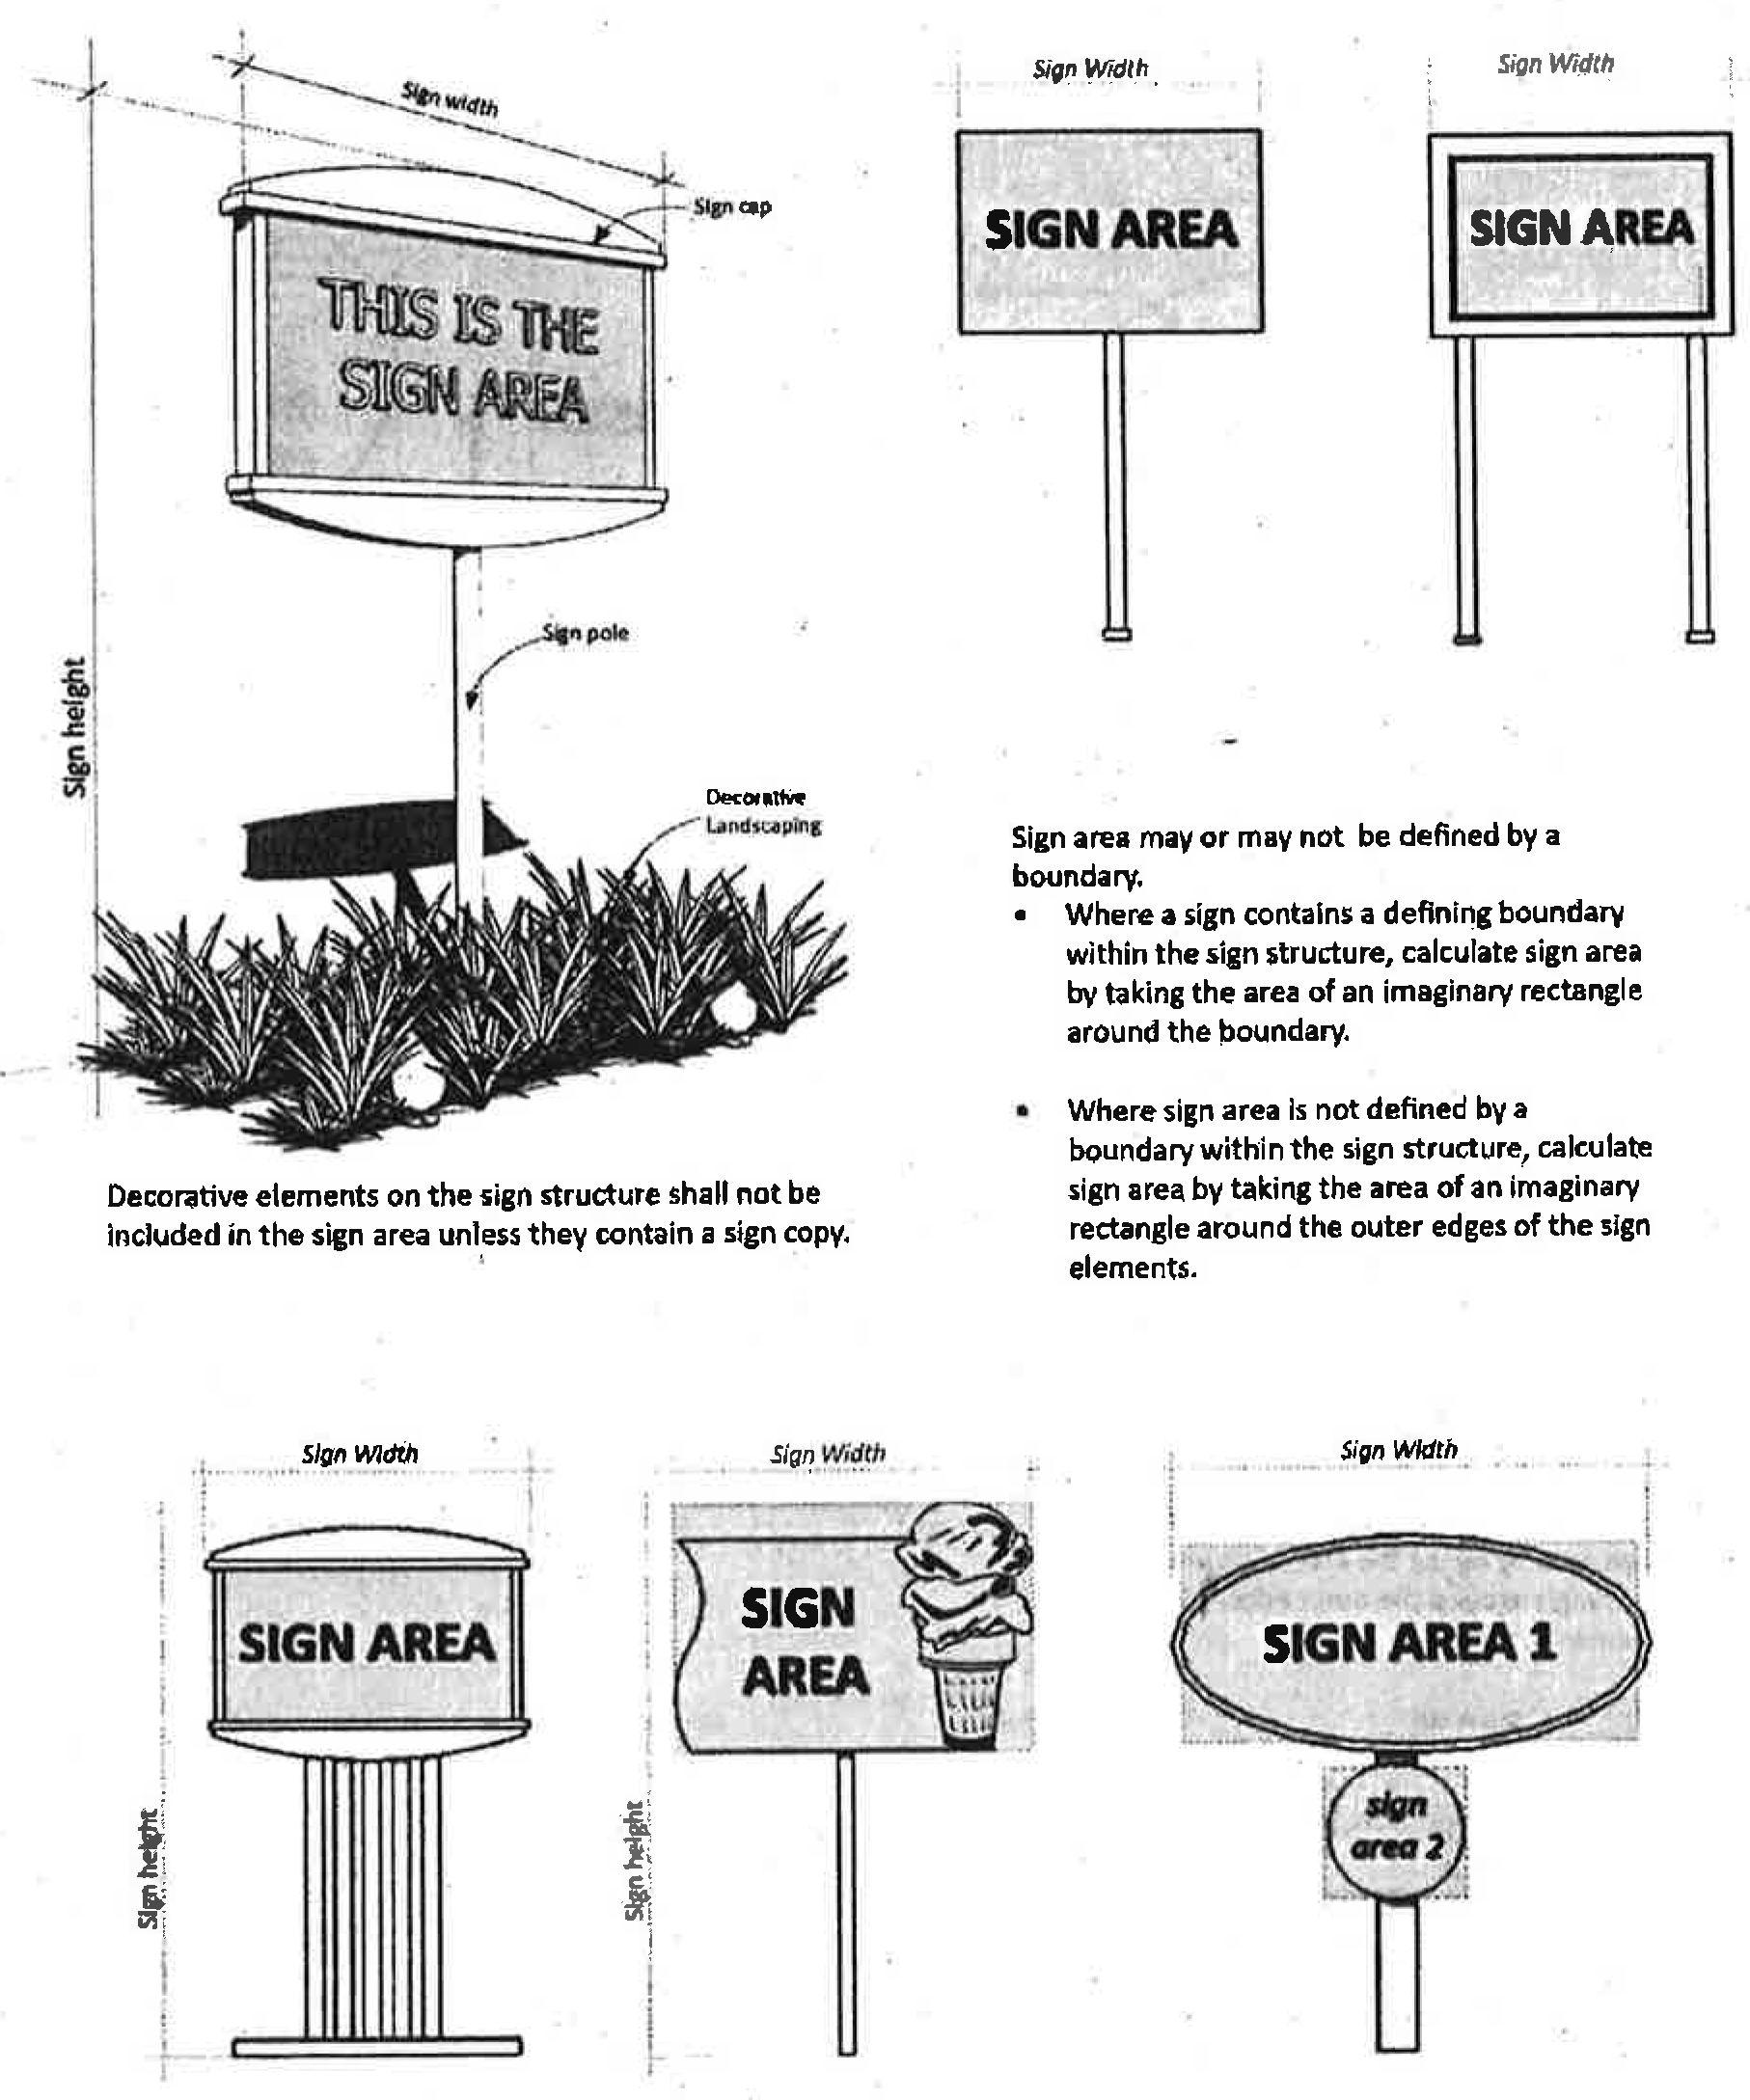 Sign width
Sign cap
THIS IS THE
SIGN AREA
Sign pole
Sign height
Decorative
Landscaping
Decorative elements on the sign structure shall not be
included in the sign area unless they contain a sign copy.
Sign Width
SIGN AREA
Sign Width
SIGN AREA
Sign area may or may not be defined by a
boundary.
• Where a sign contains a defining boundary
within the sign structure, calculate sign area
by taking the area of an imaginary rectangle
around the boundary.
• Where sign area is not defined by a
boundary within the sign structure, calculate
sign area by taking the area of an imaginary
rectangle around the outer edges of the sign
elements.
Sign Width
SIGN AREA
Sign height
Sign Width
SIGN
AREA
Sign height
Sign Width
SIGN AREA 1
sign
area 2